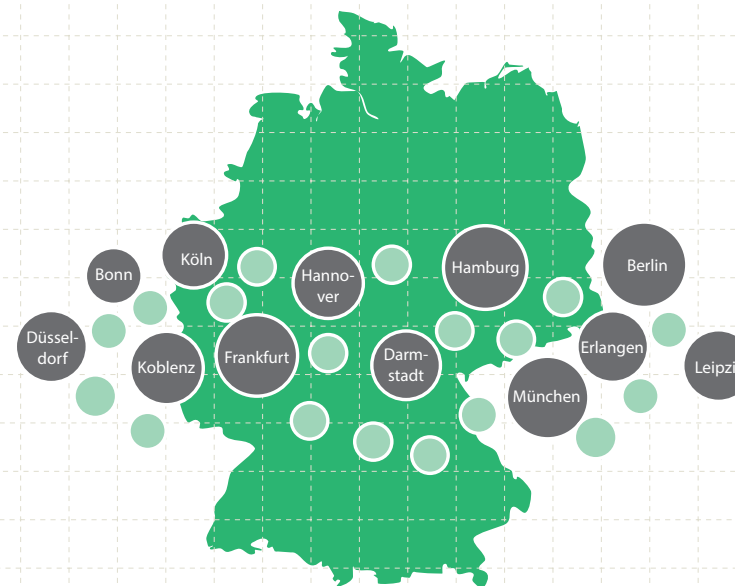 Köln
Bonn
Hanno-
ver
Hamburg
Berlin
Düssel-
dorf
Koblenz
Frankfurt
Darm-
stadt
Erlangen
München
Leipzi